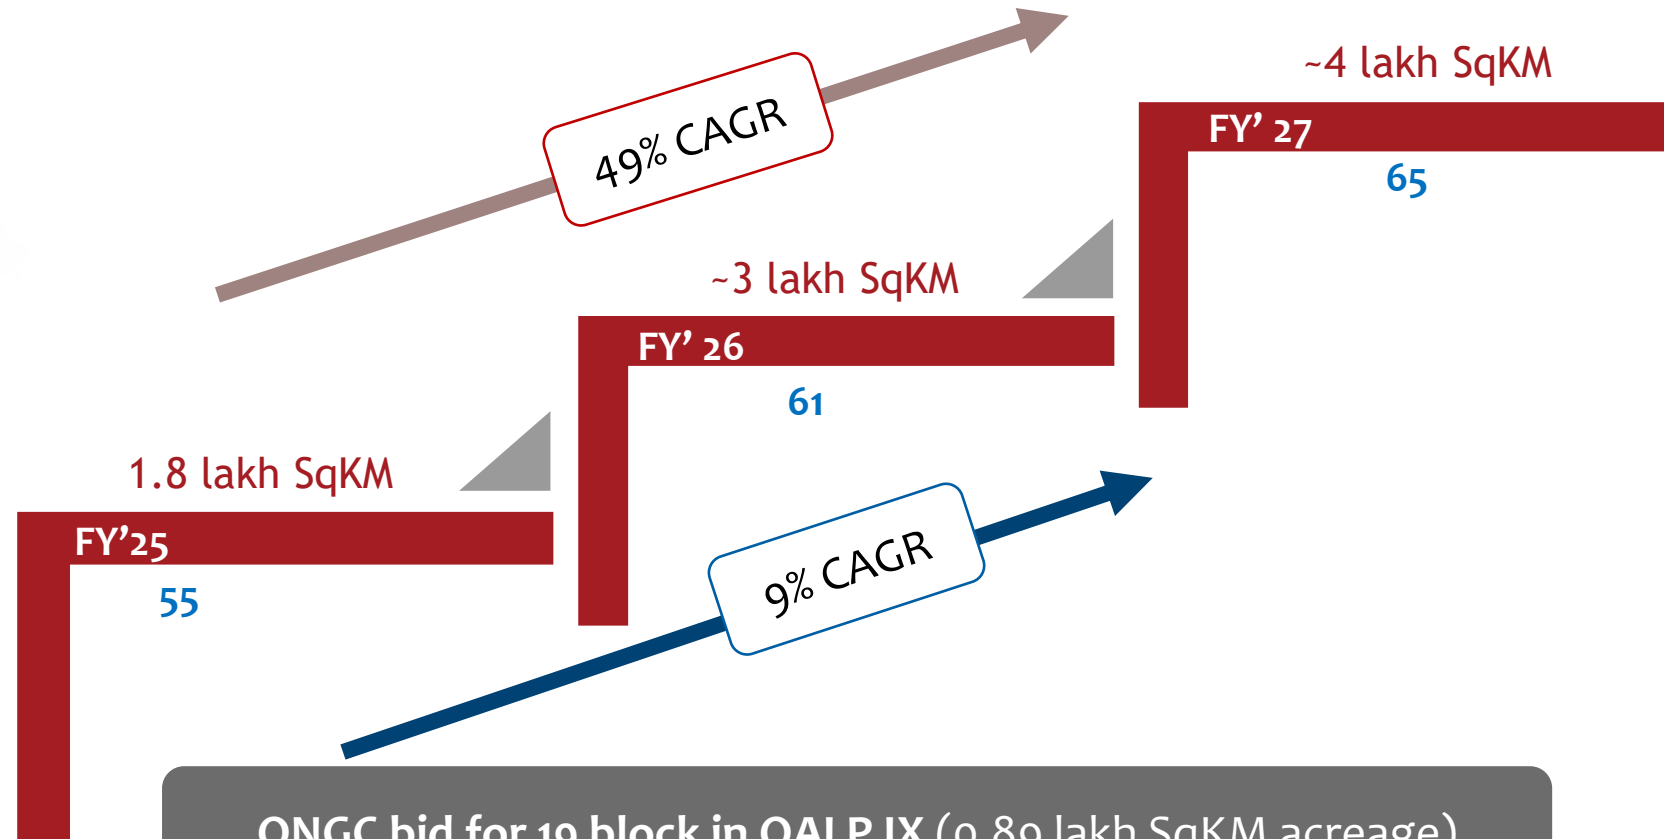 49% CAGR
~4 lakh SqKM
FY' 27
65
~3 lakh SqKM
FY' 26
61
1.8 lakh SqKM
FY'25
55
9% CAGR
ONGC bid for 19 block in OALP IX (0.89 lakh SqKM acreage)